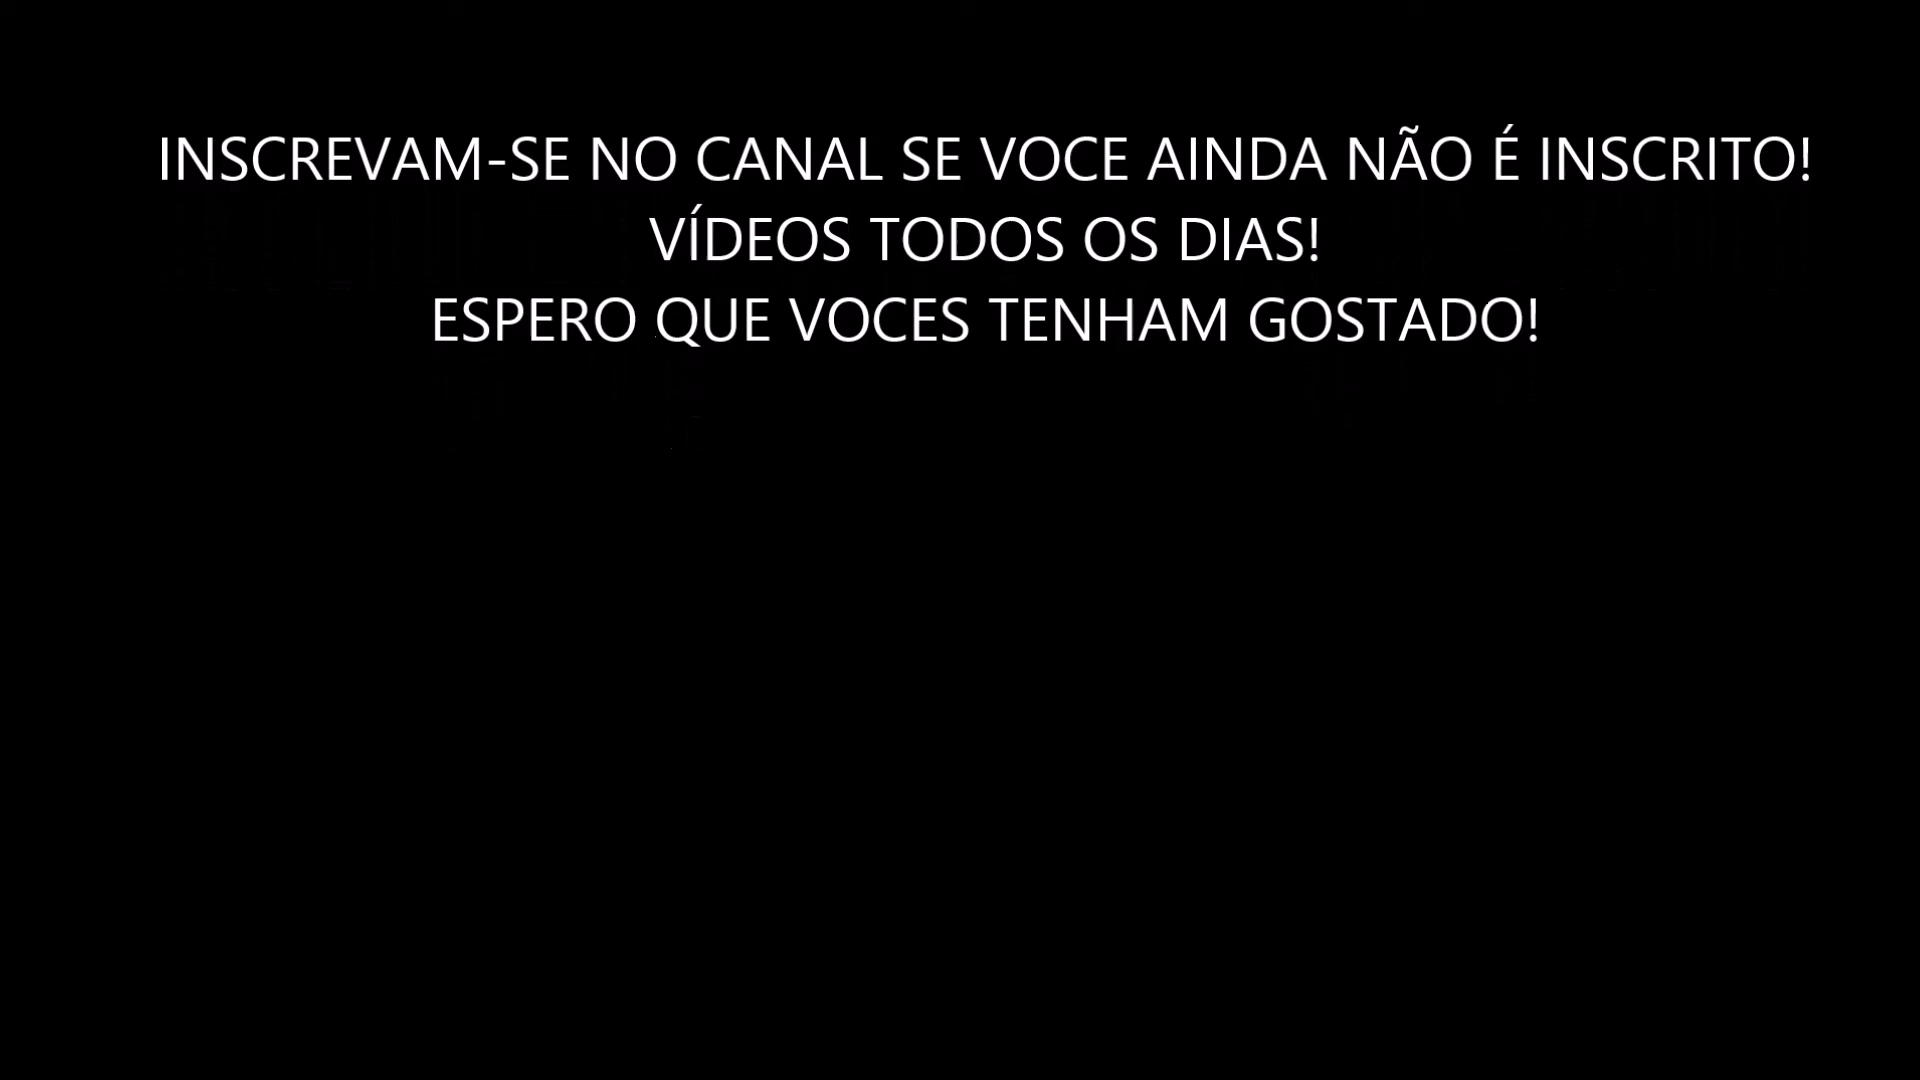 INSCREVAM-SE NO CANAL SE VOCE AINDA NÃO É INSCRITO!
VÍDEOS TODOS OS DIAS!
ESPERO QUE VOCES TENHAM GOSTADO!